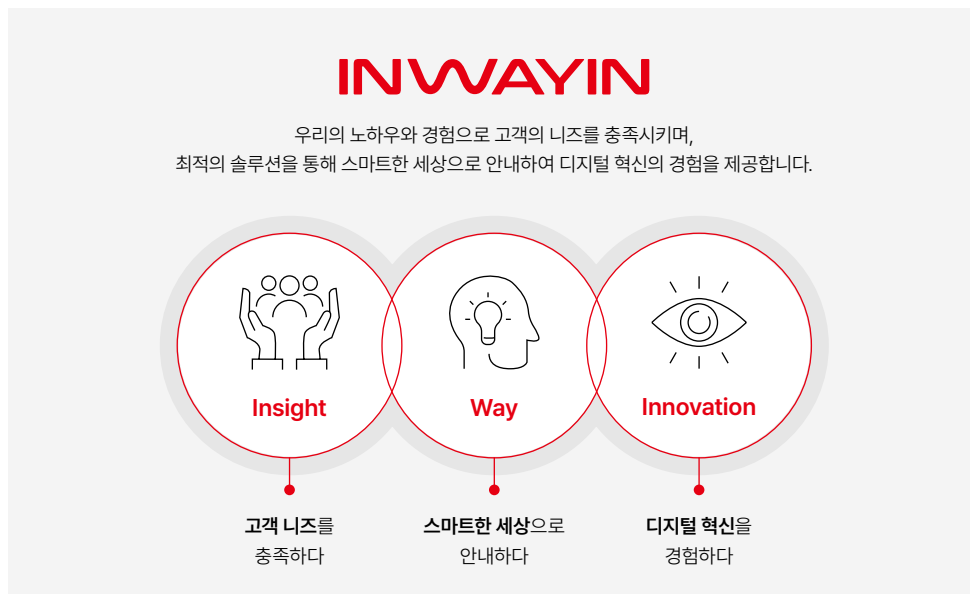 INWAYIN
우리의 노하우와 경험으로 고객의 니즈를 충족시키며,
최적의 솔루션을 통해 스마트한 세상으로 안내하여 디지털 혁신의 경험을 제공합니다.
Insight
Way
Innovation
고객 니즈를
충족하다
스마트한 세상으로
안내하다
디지털 혁신을
경험하다